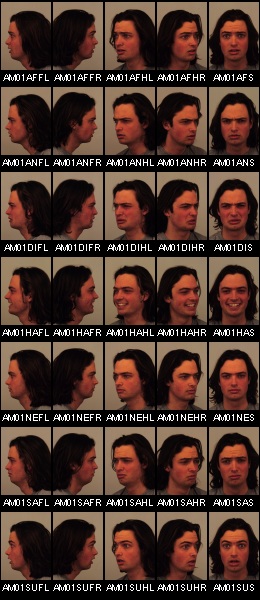 AM01AFFL AM01AFFR AM01AFHL AM01AFHR AM01AFS
AM01ANFL AM01ANFR AM01ANHL AM01ANHR AM01ANS
AM01DIFL AM01DIFR AM01DIHL AM01DIHR AM01DIS
AM01HAFL AM01HAFR AM01HAHL AM01HAHR AM01HAS
AM01NEFL AM01NEFR AM01NEHL AM01NEHR AM01NES
AM01SAFL AM01SAFR AM01SAHL AM01SAHR AM01SAS
AM01SUFL AM01SUFR AM01SUHL AM01SUHR AM01SUS